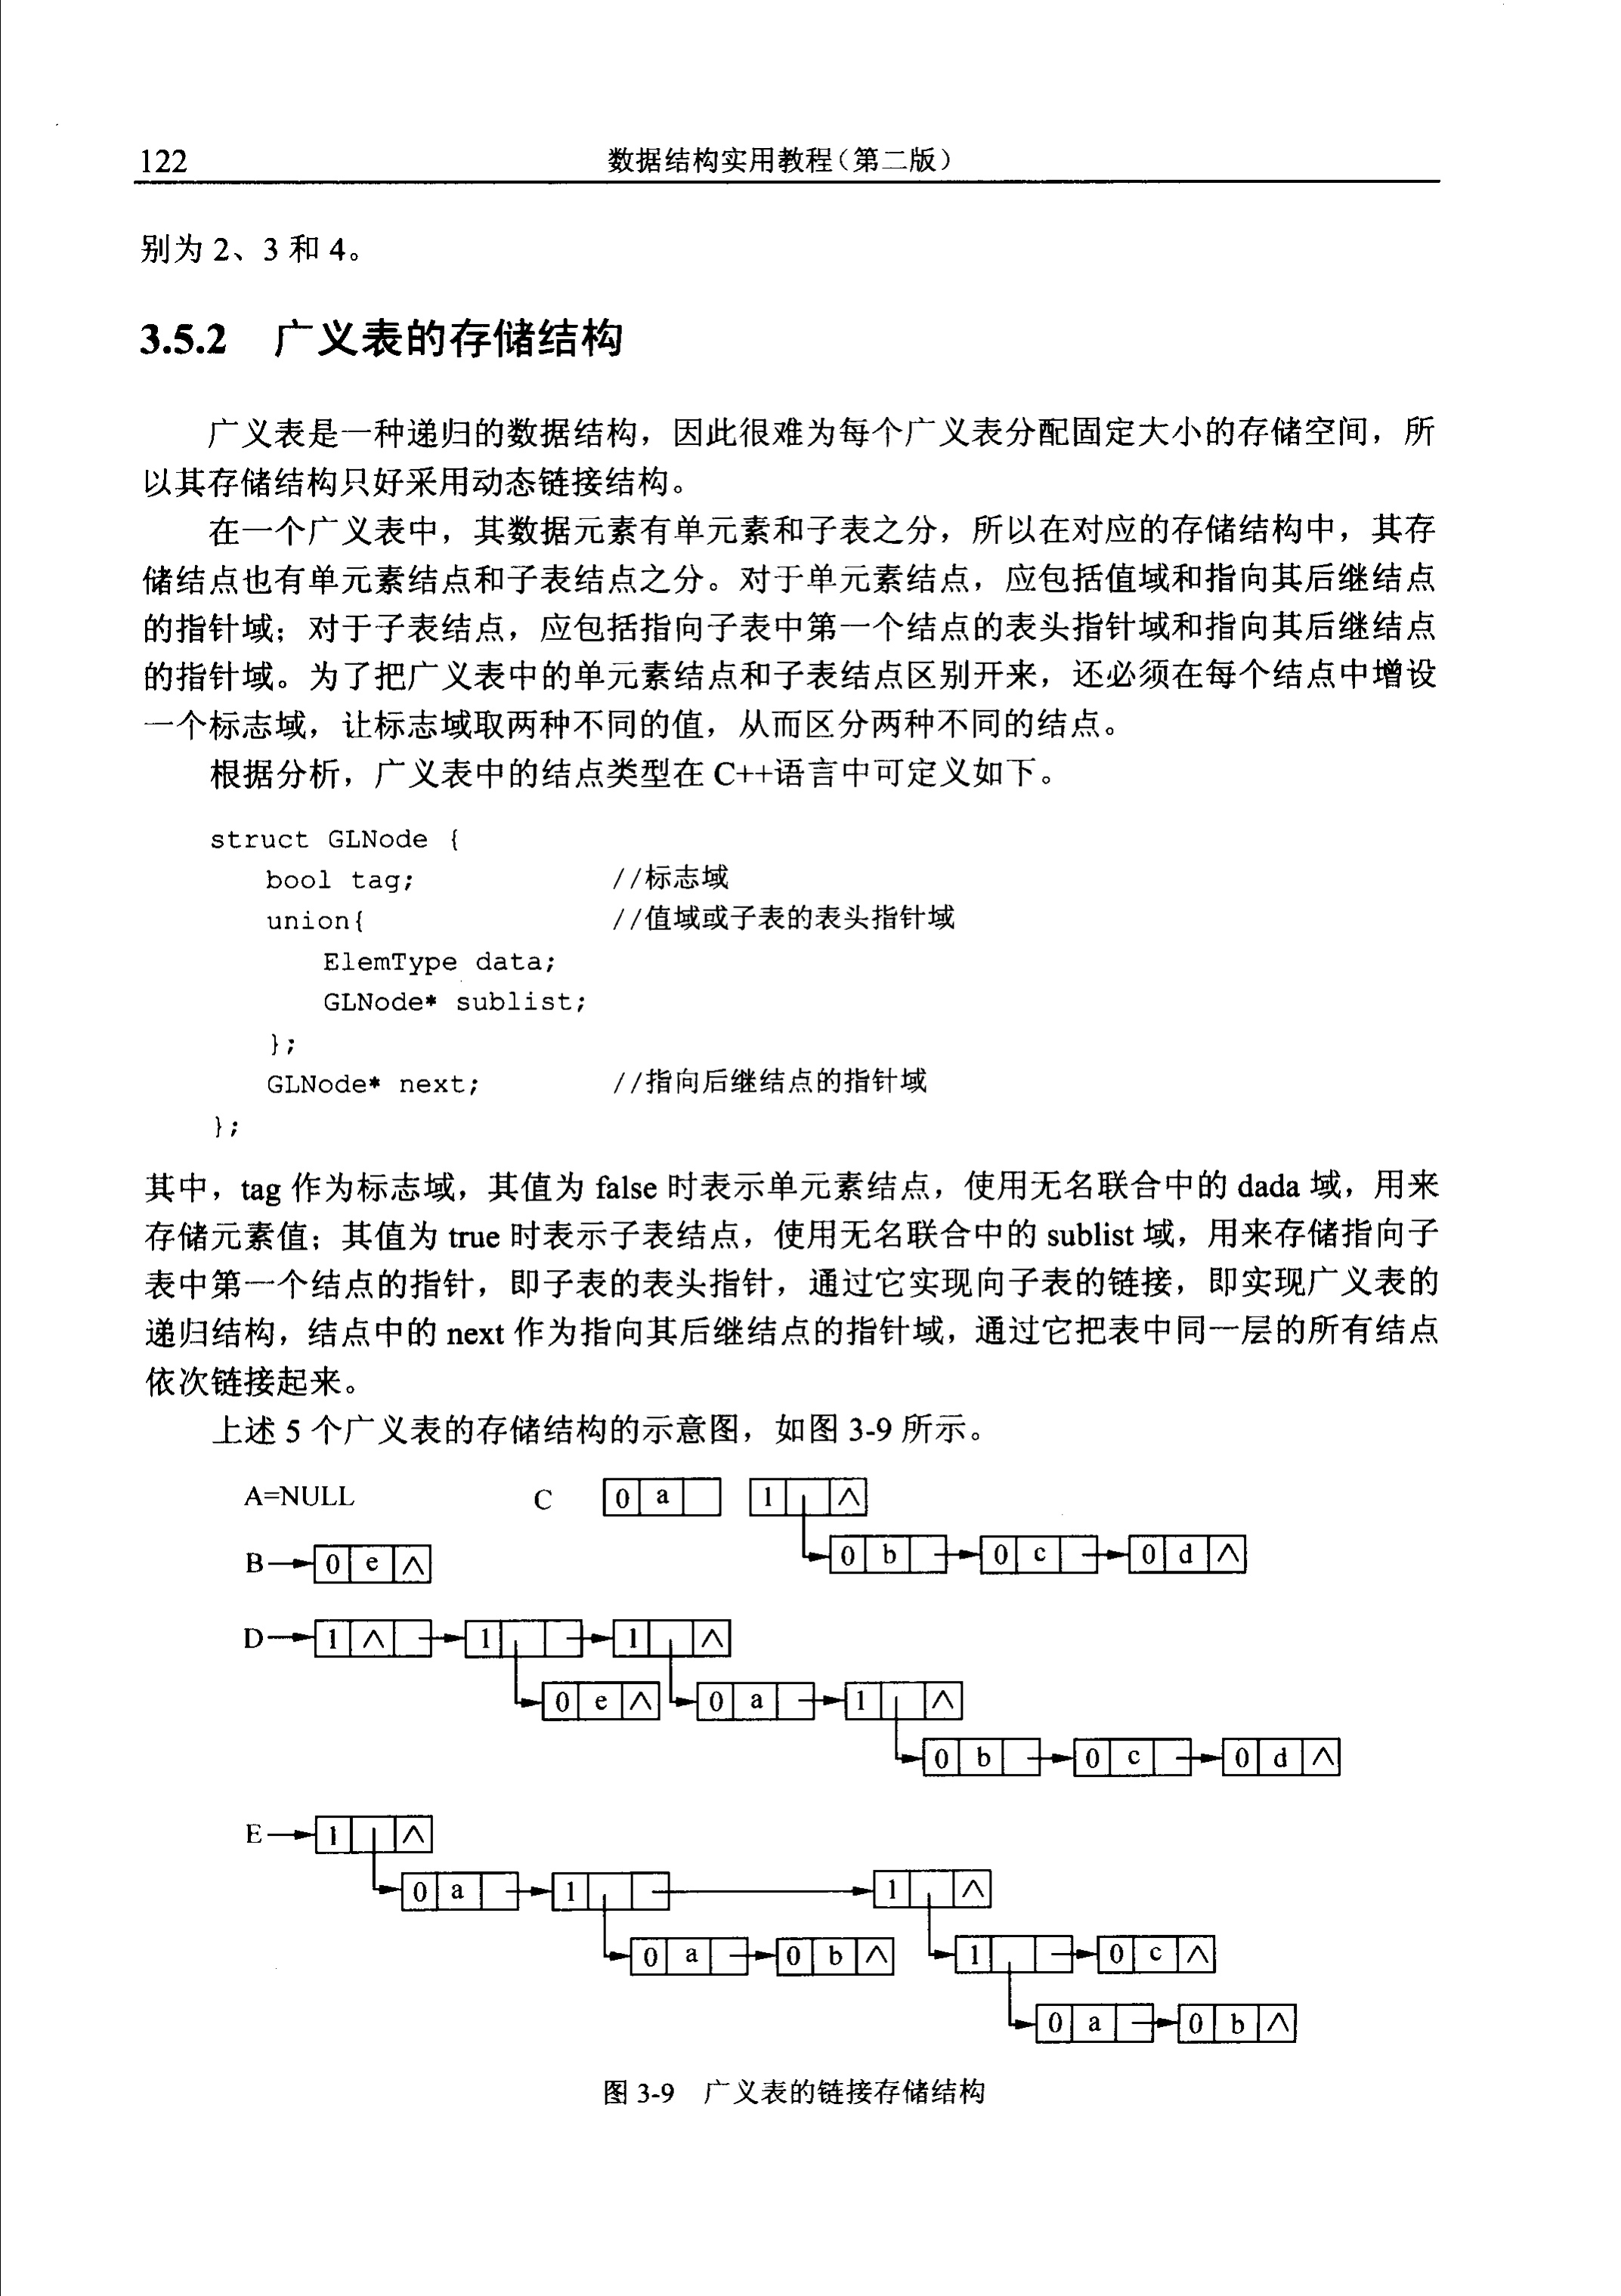 122 数据结构实用教程（第二版）
别为 2、3 和 4。
3.5.2 广义表的存储结构
广义表是一种递归的数据结构，因此很难为每个广义表分配固定大小的存储空间，所
以其存储结构只好采用动态链接结构。
在一个广义表中，其数据元素有单元素和子表之分，所以在对应的存储结构中，其存
储结点也有单元素结点和子表结点之分。对于单元素结点，应包括值域和指向其后继结点
的指针域；对于子表结点，应包括指向子表中第一个结点的表头指针域和指向其后继结点
的指针域。为了把广义表中的单元素结点和子表结点区别开来，还必须在每个结点中增设
一个标志域，让标志域取两种不同的值，从而区分两种不同的结点。
根据分析，广义表中的结点类型在 C++语言中可定义如下。
struct GLNode {
bool tag; //标志域
union{ //值域或子表的表头指针域
ElemType data;
GLNode* sublist;
};
GLNode* next; //指向后继结点的指针域
};
其中，tag 作为标志域，其值为 false 时表示单元素结点，使用无名联合中的 dada 域，用来
存储元素值；其值为 true 时表示子表结点，使用无名联合中的 sublist 域，用来存储指向子
表中第一个结点的指针，即子表的表头指针，通过它实现向子表的链接，即实现广义表的
递归结构，结点中的 next 作为指向其后继结点的指针域，通过它把表中同一层的所有结点
依次链接起来。
上述 5 个广义表的存储结构的示意图，如图 3-9 所示。
A=NULL C 0 a 1 ∧
B 0 e ∧ 0 b 0 c 0 d ∧
D 1 ∧ 1 1 ∧
0 e ∧ 0 a 1 ∧
0 b 0 c 0 d ∧
E 1 ∧
0 a 1 1 ∧
0 a 0 b ∧ 1 0 c ∧
0 a 0 b ∧
图 3-9 广义表的链接存储结构